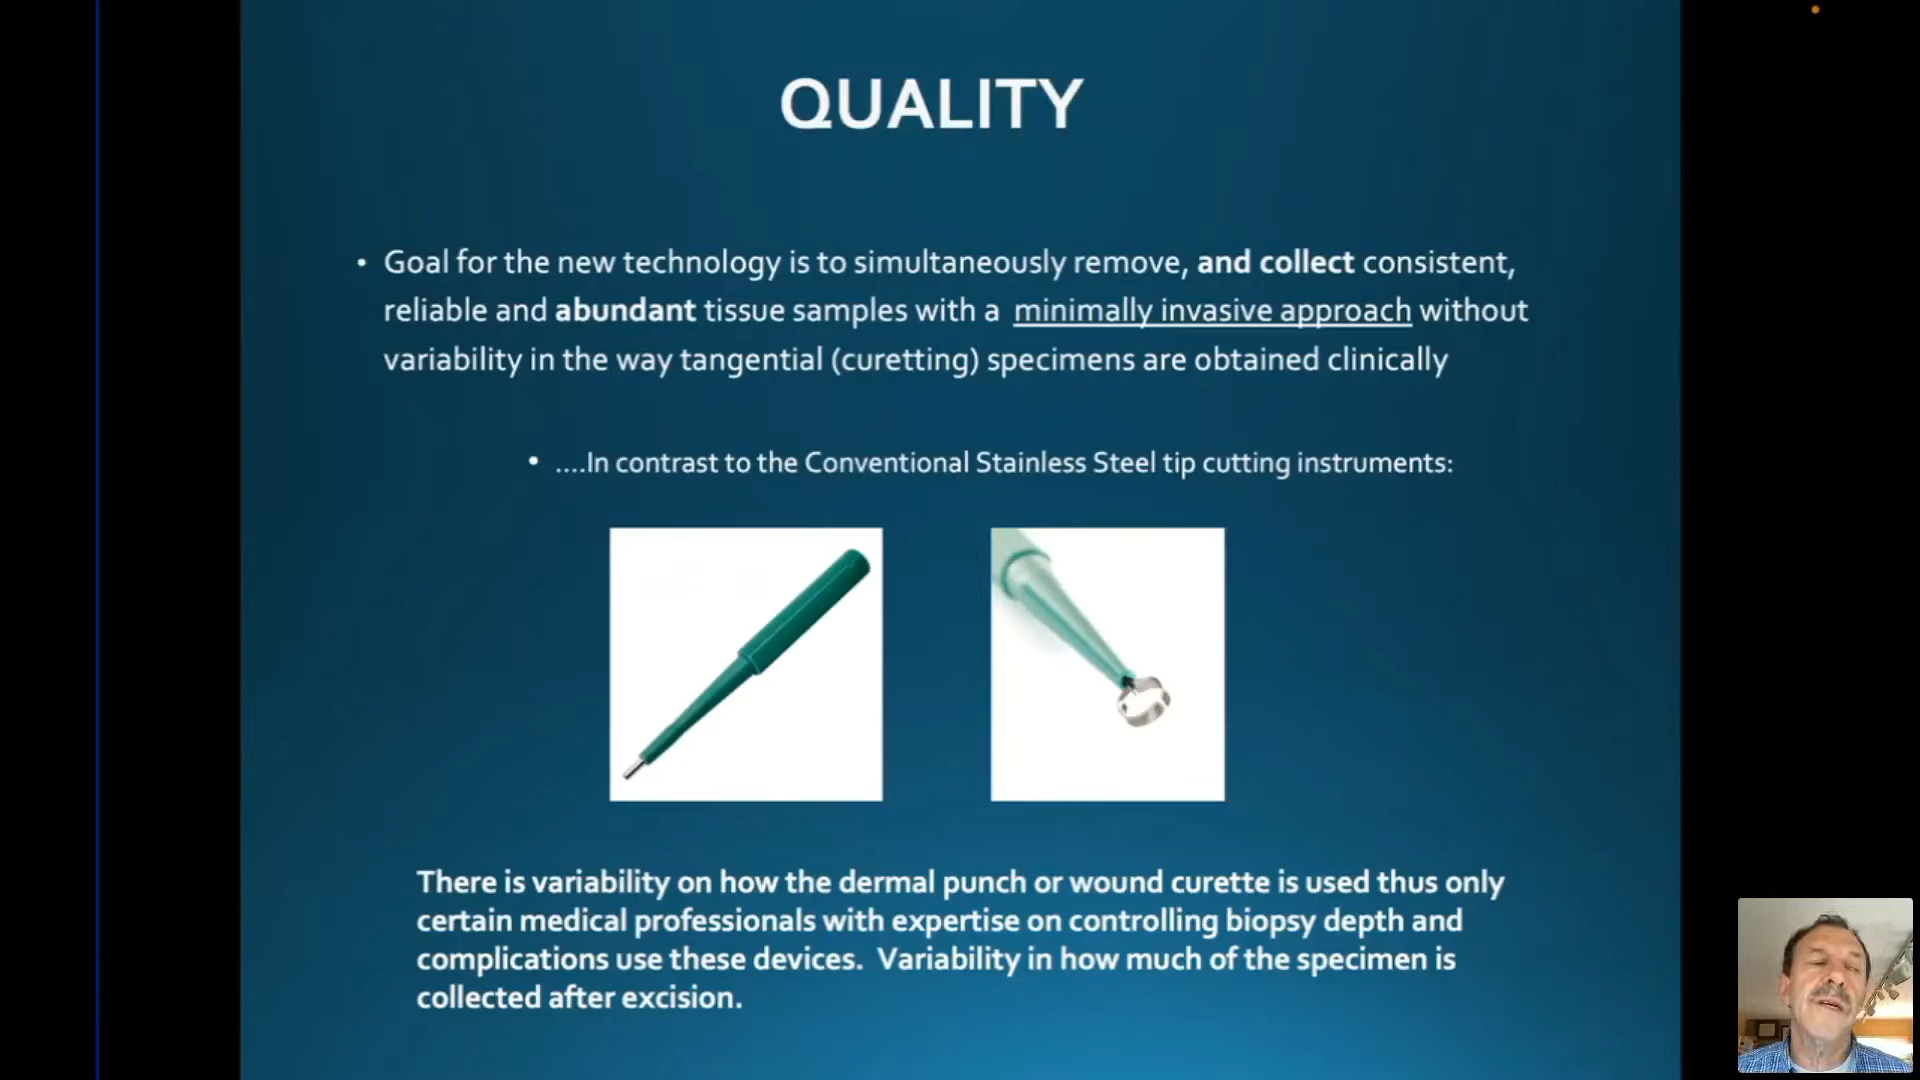 QUALITY
• Goal for the new technology is to simultaneously remove, and collect consistent,
reliable and abundant tissue samples with a minimally invasive approach without
variability in the way tangential (curetting) specimens are obtained clinically
• ....In contrast to the Conventional Stainless Steel tip cutting instruments:
There is variability on how the dermal punch or wound curette is used thus only
certain medical professionals with expertise on controlling biopsy depth and
complications use these devices. Variability in how much of the specimen is
collected after excision.